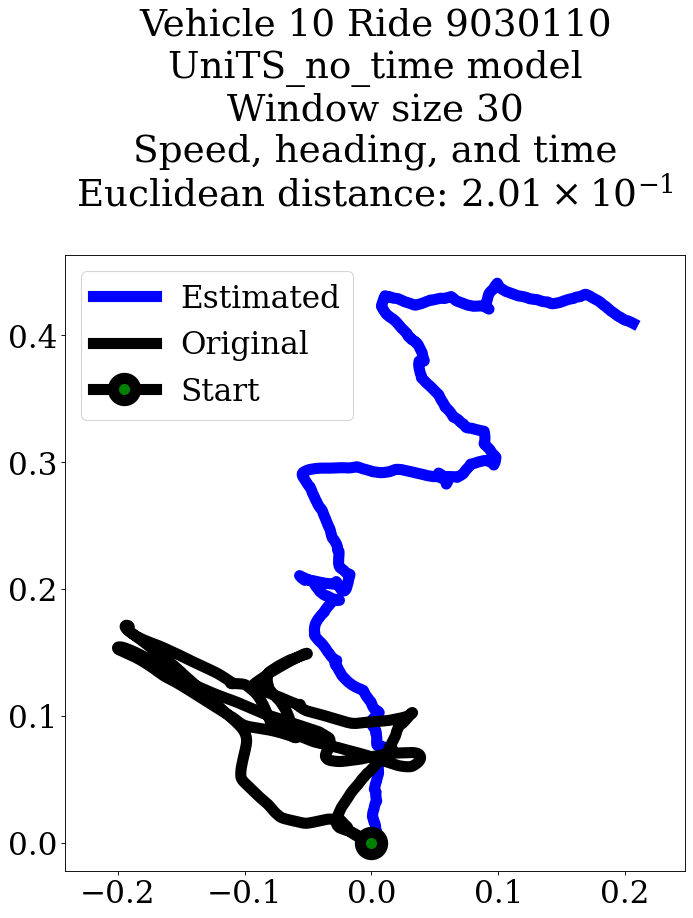 Vehicle 10 Ride 9030110
UniTS_no_time model
Window size 30
Speed, heading, and time
Euclidean distance: 2.01 × 10⁻¹
Estimated
Original
Start
0.4
0.3
0.2
0.1
0.0
−0.2 −0.1 0.0 0.1 0.2